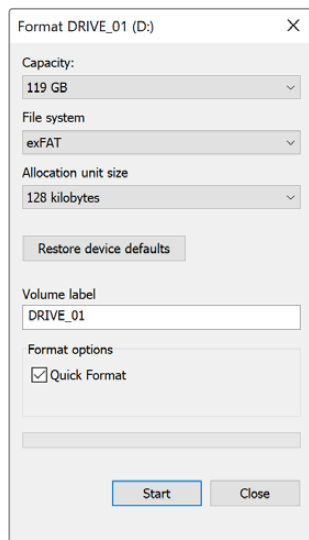 Format DRIVE_01 (D:)
Capacity:
119 GB
File system
exFAT
Allocation unit size
128 kilobytes
Restore device defaults
Volume label
DRIVE_01
Format options
Quick Format
Start Close